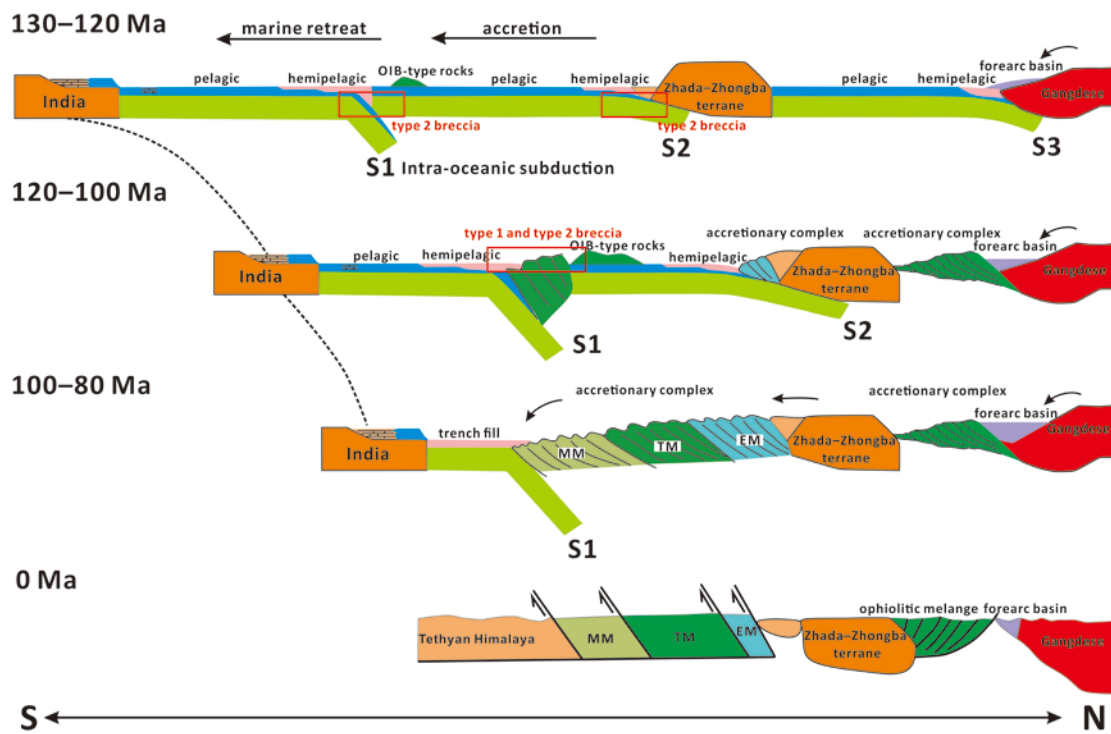 130–120 Ma
marine retreat
accretion
pelagic
hemipelagic
OIB-type rocks
pelagic
hemipelagic
Zhada–Zhongba
terrane
pelagic
hemipelagic
forearc basin
Gangdese
India
type 2 breccia
type 2 breccia
S1 Intra-oceanic subduction
S2
S3
120–100 Ma
type 1 and type 2 breccia
OIB-type rocks
accretionary complex
accretionary complex
forearc basin
pelagic
hemipelagic
hemipelagic
India
Zhada–Zhongba
terrane
Gangdese
S1
S2
100–80 Ma
accretionary complex
accretionary complex
forearc basin
trench fill
India
MM
TM
EM
Zhada–Zhongba
terrane
Gangdese
S1
0 Ma
ophiolitic melange
forearc basin
Tethyan Himalaya
MM
TM
EM
Zhada–Zhongba
terrane
Gangdese
S
N